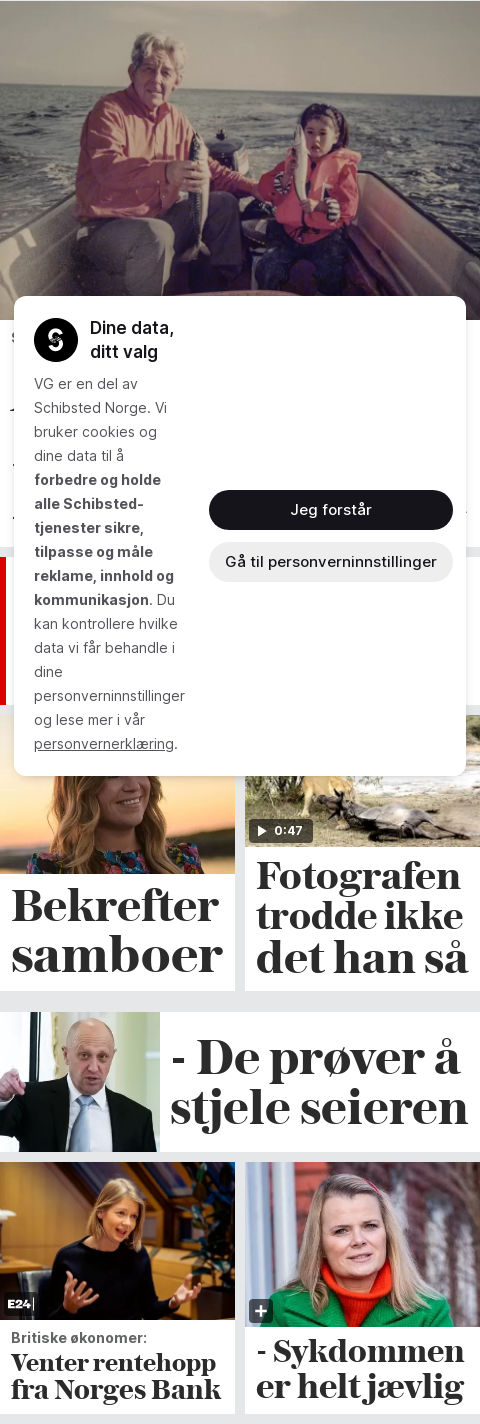 Dine data,
ditt valg
VG er en del av
Schibsted Norge. Vi
bruker cookies og
dine data til å
forbedre og holde
alle Schibsted-
tjenester sikre,
tilpasse og måle
reklame, innhold og
kommunikasjon. Du
kan kontrollere hvilke
data vi får behandle i
dine
personverninnstillinger
og lese mer i vår
personvernerklæring.
Jeg forstår
Gå til personverninnstillinger
0:47
Bekrefter
samboer
Fotografen
trodde ikke
det han så
- De prøver å
stjele seieren
E24
Britiske økonomer:
Venter rentehopp
fra Norges Bank
- Sykdommen
er helt jævlig